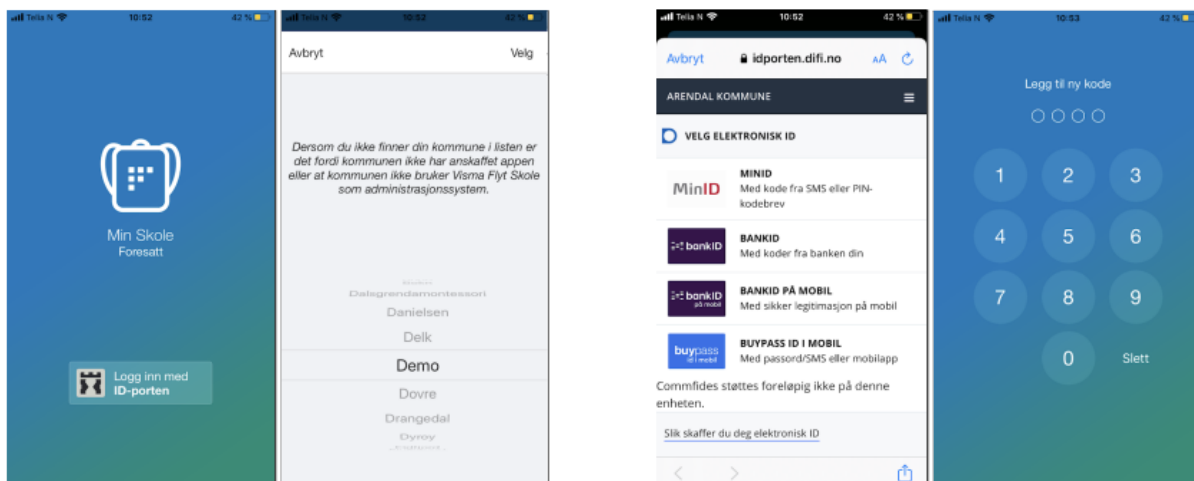 Telia N 10:52 42 %
Min Skole
Foresatt
Logg inn med
ID-porten
Telia N 10:52 42 %
Avbryt Velg
Dersom du ikke finner din kommune i listen er
det fordi kommunen ikke har anskaffet appen
eller at kommunen ikke bruker Visma Flyt Skole
som administrasjonssystem.
Dalsgrendamontessori
Danielsen
Delk
Demo
Dovre
Drangedal
Dyroy
Telia N 10:52 42 %
Avbryt idporten.difi.no AA
ARENDAL KOMMUNE
VELG ELEKTRONISK ID
MinID
MINID
Med kode fra SMS eller PIN-
kodebrev
bankID
BANKID
Med koder fra banken din
bankID
på mobil
BANKID PÅ MOBIL
Med sikker legitimasjon på mobil
buypass
id i mobil
BUYPASS ID I MOBIL
Med passord/SMS eller mobilapp
Commfides støttes foreløpig ikke på denne
enheten.
Slik skaffer du deg elektronisk ID
Telia N 10:53 42 %
Legg til ny kode
1 2 3
4 5 6
7 8 9
0 Slett